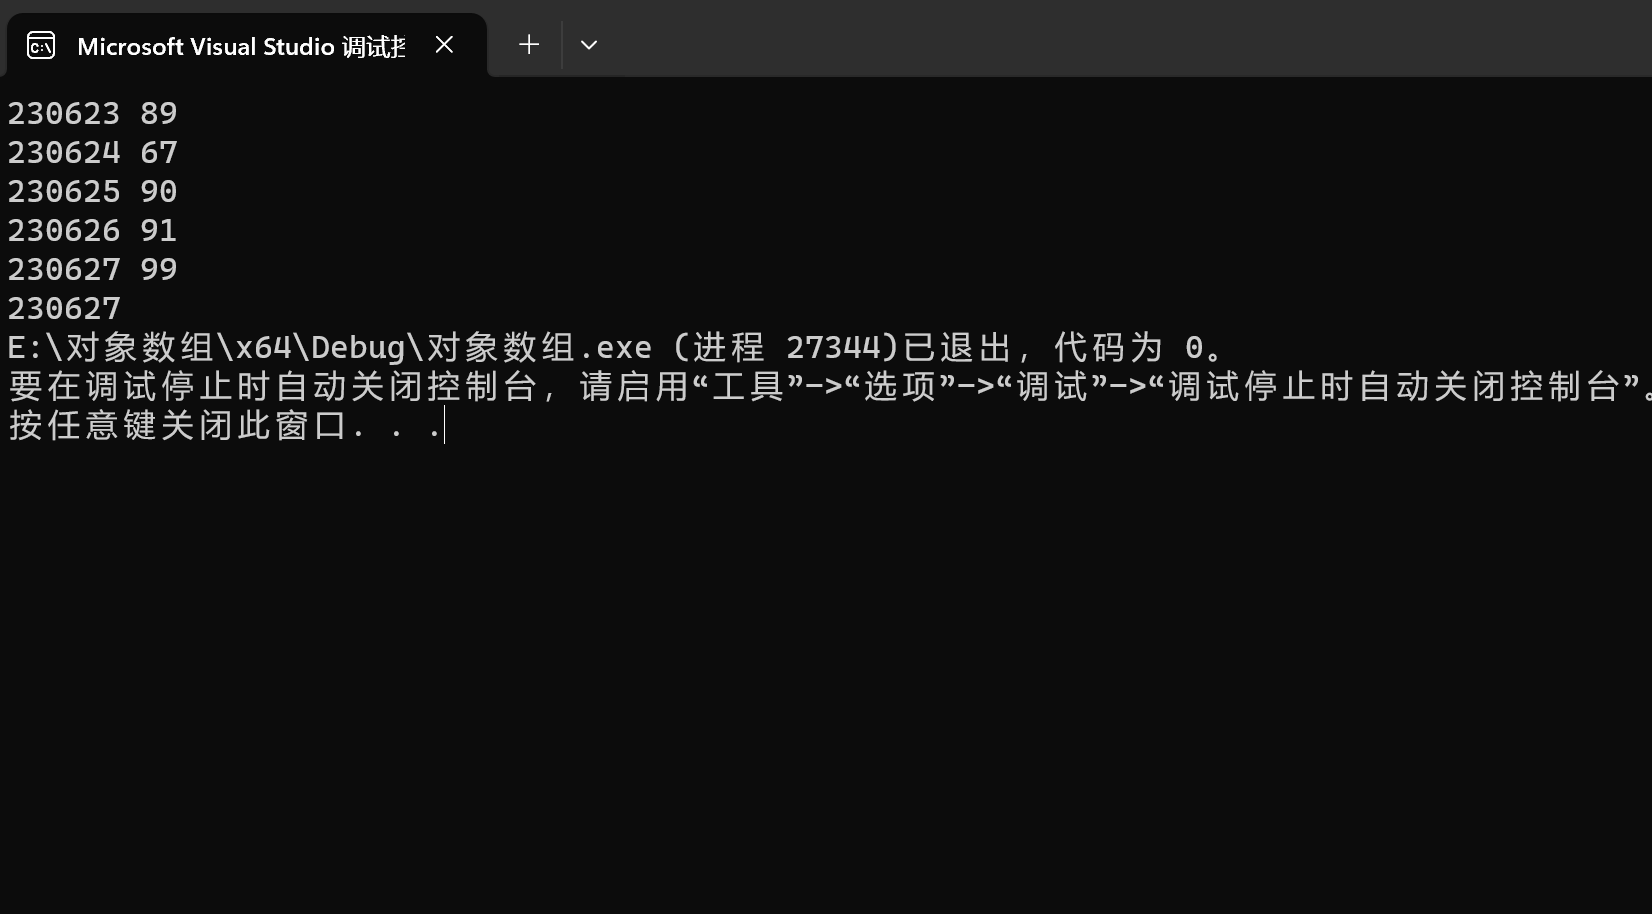 Microsoft Visual Studio 调试
230623 89
230624 67
230625 90
230626 91
230627 99
230627
E:\对象数组\x64\Debug\对象数组.exe (进程 27344)已退出，代码为 0。
要在调试停止时自动关闭控制台，请启用“工具”->“选项”->“调试”->“调试停止时自动关闭控制台”。
按任意键关闭此窗口. . .